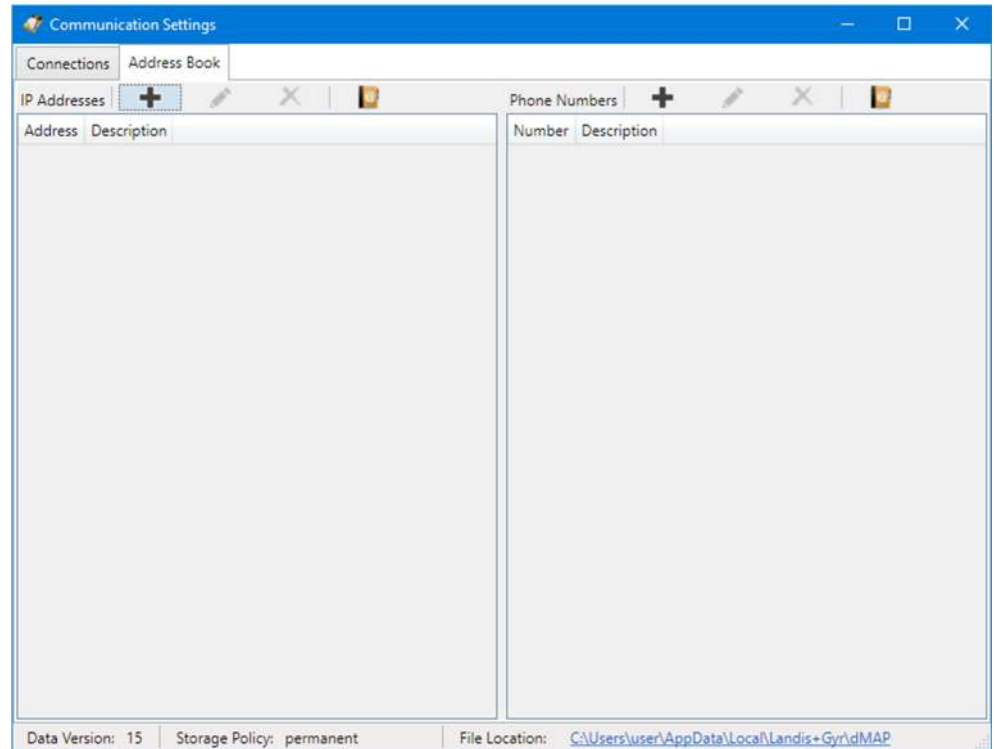 Communication Settings
Connections Address Book
IP Addresses Phone Numbers
Address Description Number Description
Data Version: 15 Storage Policy: permanent File Location: C:\Users\user\AppData\Local\Landis+Gyr\dMAP